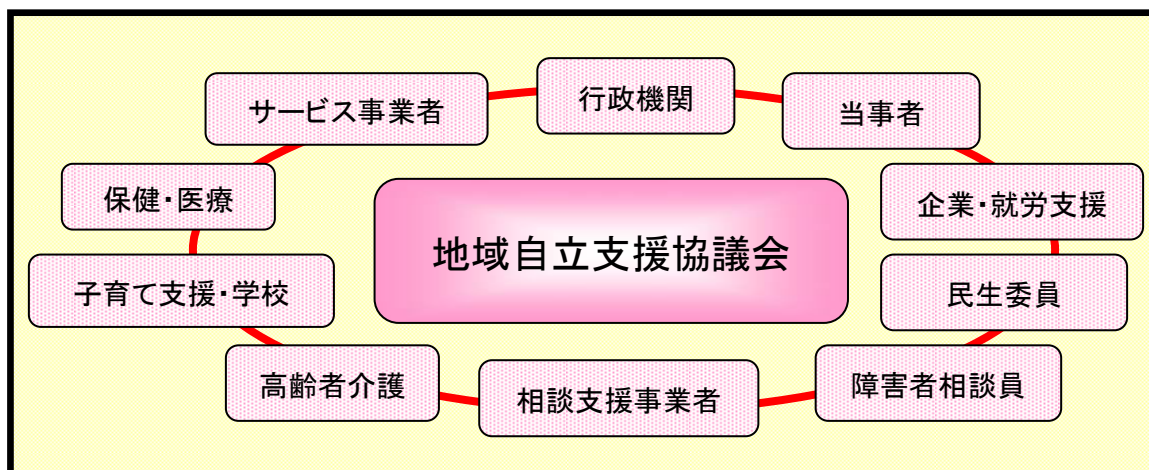 行政機関
サービス事業者
当事者
保健・医療
企業・就労支援
地域自立支援協議会
子育て支援・学校
民生委員
高齢者介護
相談支援事業者
障害者相談員